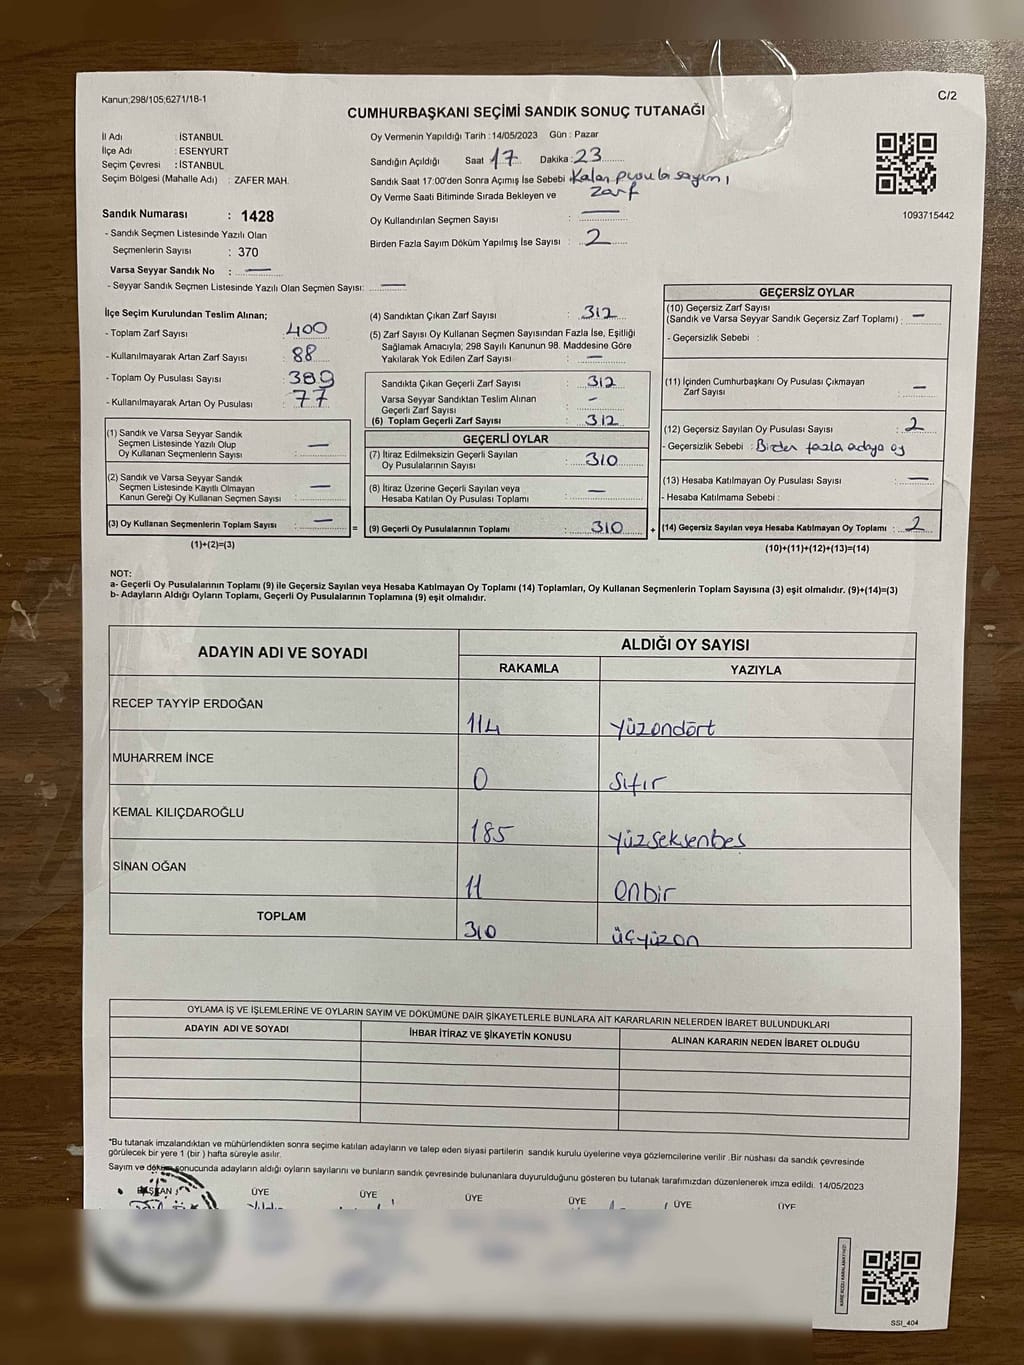 Kanun;298/105;6271/18-1
C/2
CUMHURBAŞKANI SEÇİMİ SANDIK SONUÇ TUTANAĞI
İl Adı : İSTANBUL
İlçe Adı : ESENYURT
Seçim Çevresi : İSTANBUL
Seçim Bölgesi (Mahalle Adı) : ZAFER MAH.
Oy Vermenin Yapıldığı Tarih : 14/05/2023 Gün : Pazar
Sandığın Açıldığı Saat 17 Dakika : 23
Sandık Saat 17:00'den Sonra Açımış İse Sebebi : Kalan pusula sayımı
Oy Verme Saati Bitiminde Sırada Bekleyen ve zarf
Oy Kullandırılan Seçmen Sayısı : —
Birden Fazla Sayım Döküm Yapılmış İse Sayısı : 2
1093715442
Sandık Numarası : 1428
- Sandık Seçmen Listesinde Yazılı Olan
Seçmenlerin Sayısı : 370
Varsa Seyyar Sandık No : —
- Seyyar Sandık Seçmen Listesinde Yazılı Olan Seçmen Sayısı: —
İlçe Seçim Kurulundan Teslim Alınan;
- Toplam Zarf Sayısı : 400
- Kullanılmayarak Artan Zarf Sayısı : 88
- Toplam Oy Pusulası Sayısı : 389
- Kullanılmayarak Artan Oy Pusulası : 77
(1) Sandık ve Varsa Seyyar Sandık
Seçmen Listesinde Yazılı Olup
Oy Kullanan Seçmenlerin Sayısı : —
(2) Sandık ve Varsa Seyyar Sandık
Seçmen Listesinde Kayıtlı Olmayan
Kanun Gereği Oy Kullanan Seçmen Sayısı : —
(3) Oy Kullanan Seçmenlerin Toplam Sayısı : —
(1)+(2)=(3)
(4) Sandıktan Çıkan Zarf Sayısı : 312
(5) Zarf Sayısı Oy Kullanan Seçmen Sayısından Fazla İse, Eşitliği
Sağlamak Amacıyla; 298 Sayılı Kanunun 98. Maddesine Göre
Yakılarak Yok Edilen Zarf Sayısı : —
Sandıkta Çıkan Geçerli Zarf Sayısı : 312
Varsa Seyyar Sandıktan Teslim Alınan
Geçerli Zarf Sayısı : -
(6) Toplam Geçerli Zarf Sayısı : 312
GEÇERLİ OYLAR
(7) İtiraz Edilmeksizin Geçerli Sayılan
Oy Pusulalarının Sayısı : 310
(8) İtiraz Üzerine Geçerli Sayılan veya
Hesaba Katılan Oy Pusulası Toplamı : —
= (9) Geçerli Oy Pusulalarının Toplamı : 310 +
GEÇERSİZ OYLAR
(10) Geçersiz Zarf Sayısı
(Sandık ve Varsa Seyyar Sandık Geçersiz Zarf Toplamı) : —
- Geçersizlik Sebebi :
(11) İçinden Cumhurbaşkanı Oy Pusulası Çıkmayan
Zarf Sayısı : —
(12) Geçersiz Sayılan Oy Pusulası Sayısı : 2
- Geçersizlik Sebebi : Birden fazla adaya oy
(13) Hesaba Katılmayan Oy Pusulası Sayısı : —
- Hesaba Katılmama Sebebi :
(14) Geçersiz Sayılan veya Hesaba Katılmayan Oy Toplamı : 2
(10)+(11)+(12)+(13)=(14)
NOT:
a- Geçerli Oy Pusulalarının Toplamı (9) ile Geçersiz Sayılan veya Hesaba Katılmayan Oy Toplamı (14) Toplamları, Oy Kullanan Seçmenlerin Toplam Sayısına (3) eşit olmalıdır. (9)+(14)=(3)
b- Adayların Aldığı Oyların Toplamı, Geçerli Oy Pusulalarının Toplamına (9) eşit olmalıdır.
ADAYIN ADI VE SOYADI
ALDIĞI OY SAYISI
RAKAMLA YAZIYLA
RECEP TAYYİP ERDOĞAN 114 Yüzondört
MUHARREM İNCE 0 Sıfır
KEMAL KILIÇDAROĞLU 185 Yüzseksenbeş
SİNAN OĞAN 11 Onbir
TOPLAM 310 üçyüzon
OYLAMA İŞ VE İŞLEMLERİNE VE OYLARIN SAYIM VE DÖKÜMÜNE DAİR ŞİKAYETLERLE BUNLARA AİT KARARLARIN NELERDEN İBARET BULUNDUKLARI
ADAYIN ADI VE SOYADI İHBAR İTİRAZ VE ŞİKAYETİN KONUSU ALINAN KARARIN NEDEN İBARET OLDUĞU
*Bu tutanak imzalandıktan ve mühürlendikten sonra seçime katılan adayların ve talep eden siyasi partilerin sandık kurulu üyelerine veya gözlemcilerine verilir .Bir nüshası da sandık çevresinde
görülecek bir yere 1 (bir ) hafta süreyle asılır.
Sayım ve döküm sonucunda adayların aldığı oyların sayılarını ve bunların sandık çevresinde bulunanlara duyurulduğunu gösteren bu tutanak tarafımızdan düzenlenerek imza edildi. 14/05/2023
BAŞKAN ÜYE ÜYE ÜYE ÜYE ÜYE ÜYE
SSI_404